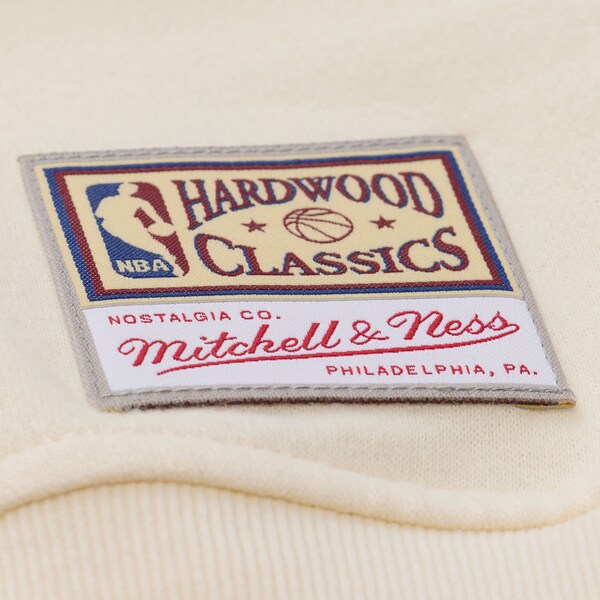 HARDWOOD
CLASSICS
NBA
NOSTALGIA CO.
Mitchell & Ness
PHILADELPHIA, PA.